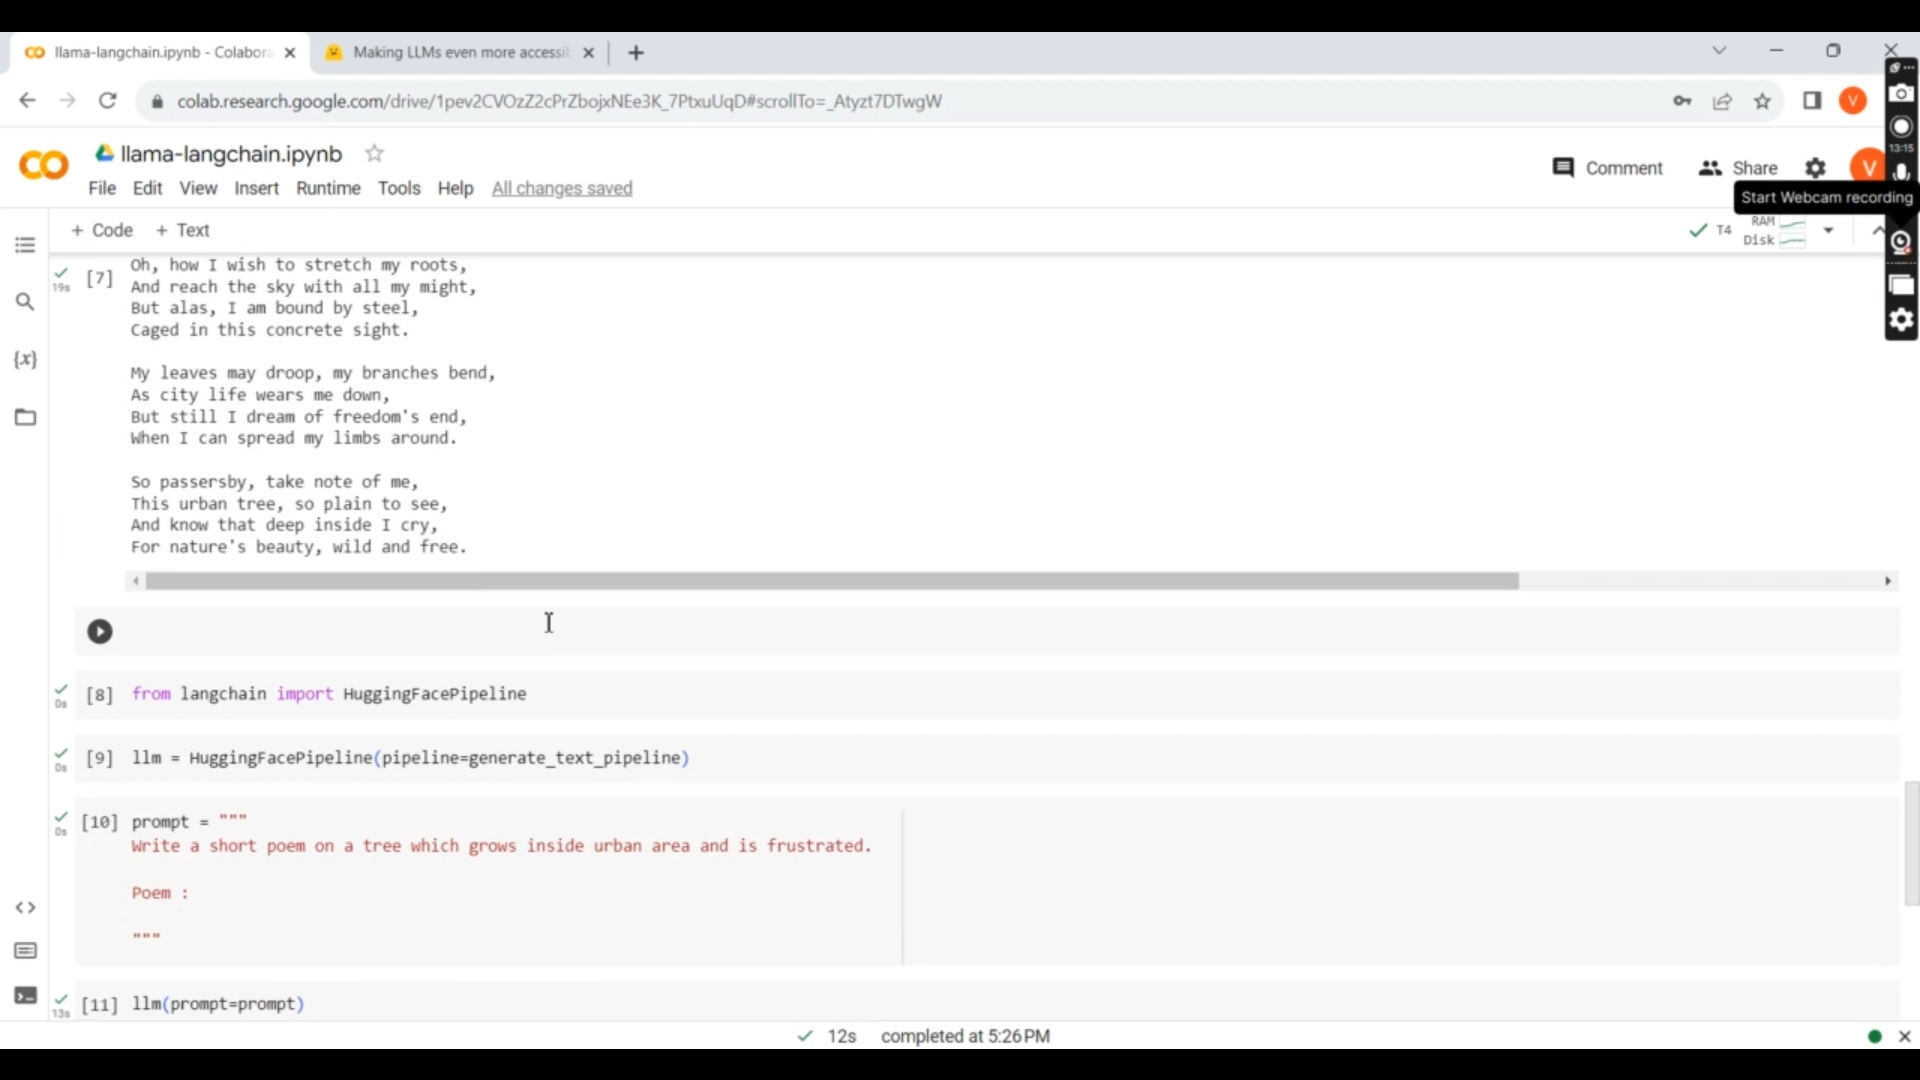 llama-langchain.ipynb - Colabora
Making LLMs even more accessib
colab.research.google.com/drive/1pev2CVOzZ2cPrZbojxNEe3K_7PtxuUqD#scrollTo=_Atyzt7DTwgW
V
llama-langchain.ipynb
13:15
Comment
Share
V
File Edit View Insert Runtime Tools Help All changes saved
Start Webcam recording
+ Code + Text
T4
RAM
Disk
19s
[7]
Oh, how I wish to stretch my roots,
And reach the sky with all my might,
But alas, I am bound by steel,
Caged in this concrete sight.
{x}
My leaves may droop, my branches bend,
As city life wears me down,
But still I dream of freedom's end,
When I can spread my limbs around.
So passersby, take note of me,
This urban tree, so plain to see,
And know that deep inside I cry,
For nature's beauty, wild and free.
0s
[8] from langchain import HuggingFacePipeline
0s
[9] llm = HuggingFacePipeline(pipeline=generate_text_pipeline)
0s
[10] prompt = """
Write a short poem on a tree which grows inside urban area and is frustrated.
Poem :
"""
13s
[11] llm(prompt=prompt)
12s completed at 5:26 PM